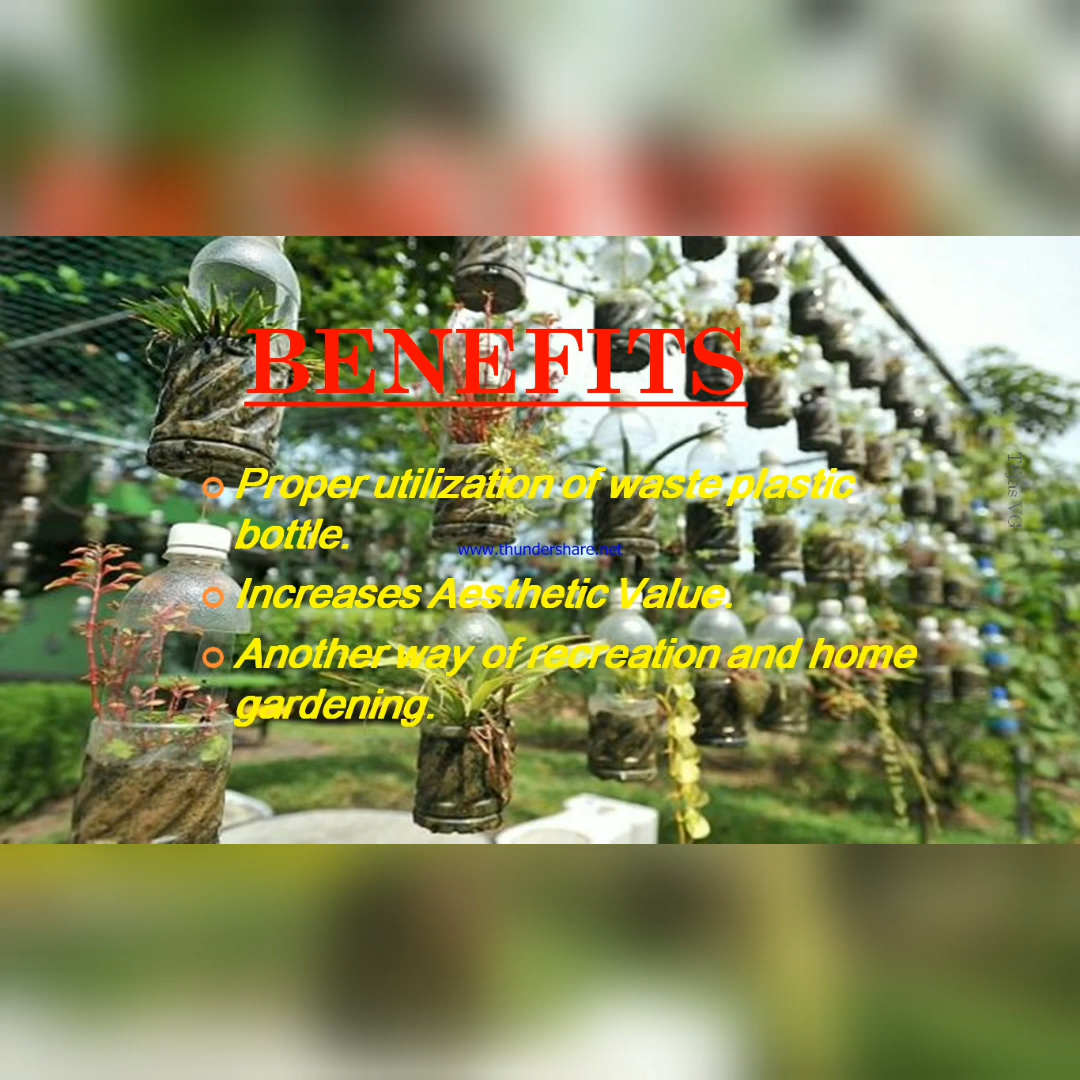 BENEFITS
Proper utilization of waste plastic
bottle.
www.thundershare.net
Increases Aesthetic Value.
Another way of recreation and home
gardening.